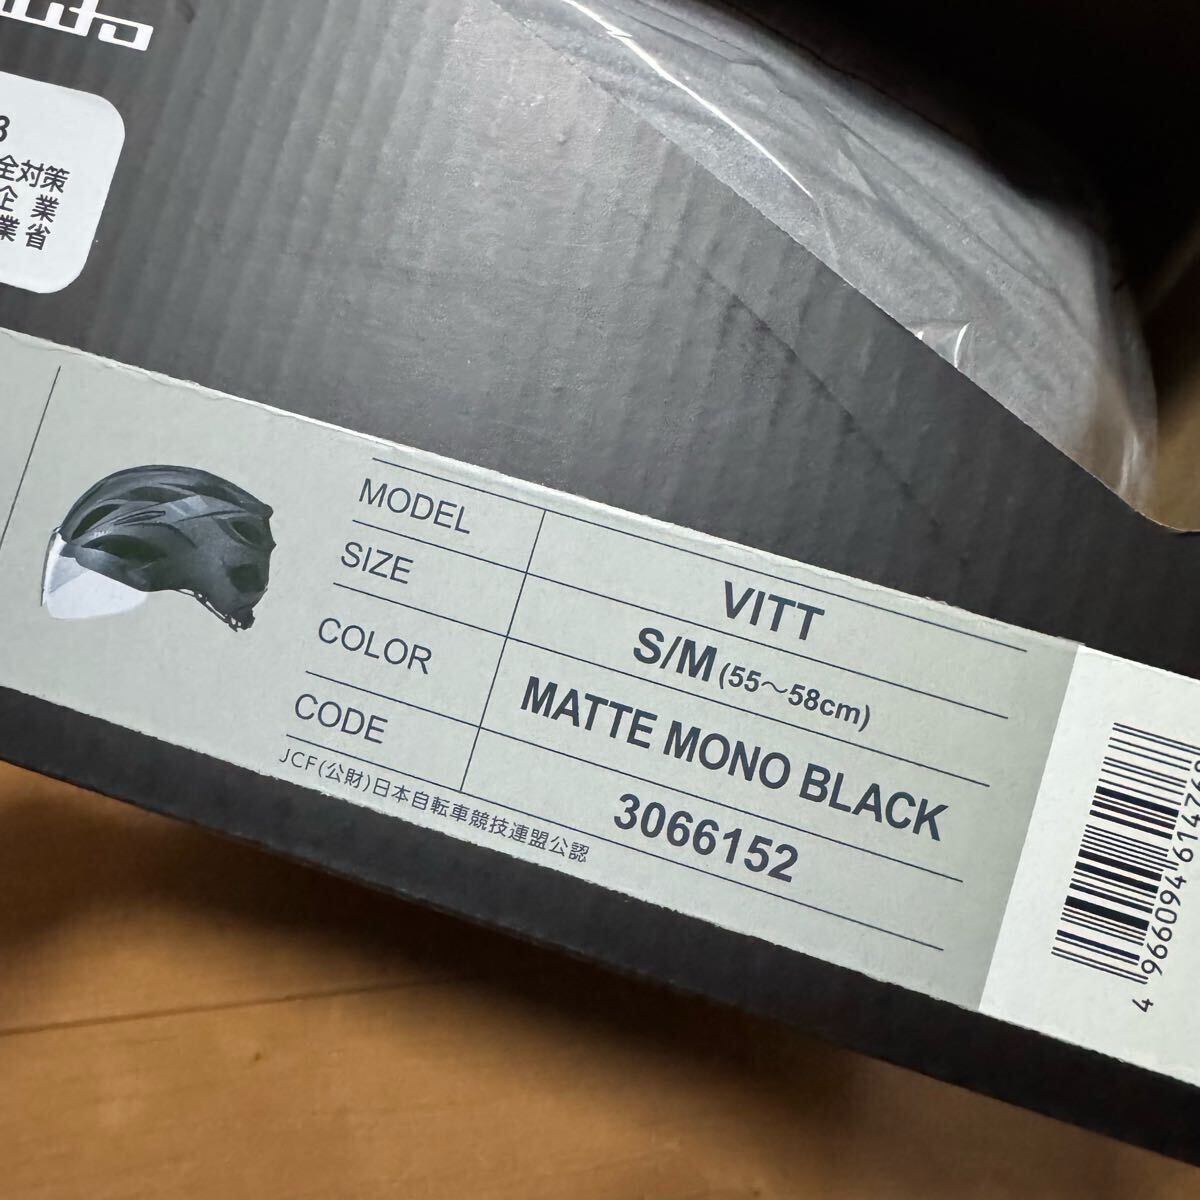 3
全対策
企業
業省
MODEL VITT
SIZE S/M (55～58cm)
COLOR MATTE MONO BLACK
CODE 3066152
JCF(公財)日本自転車競技連盟公認